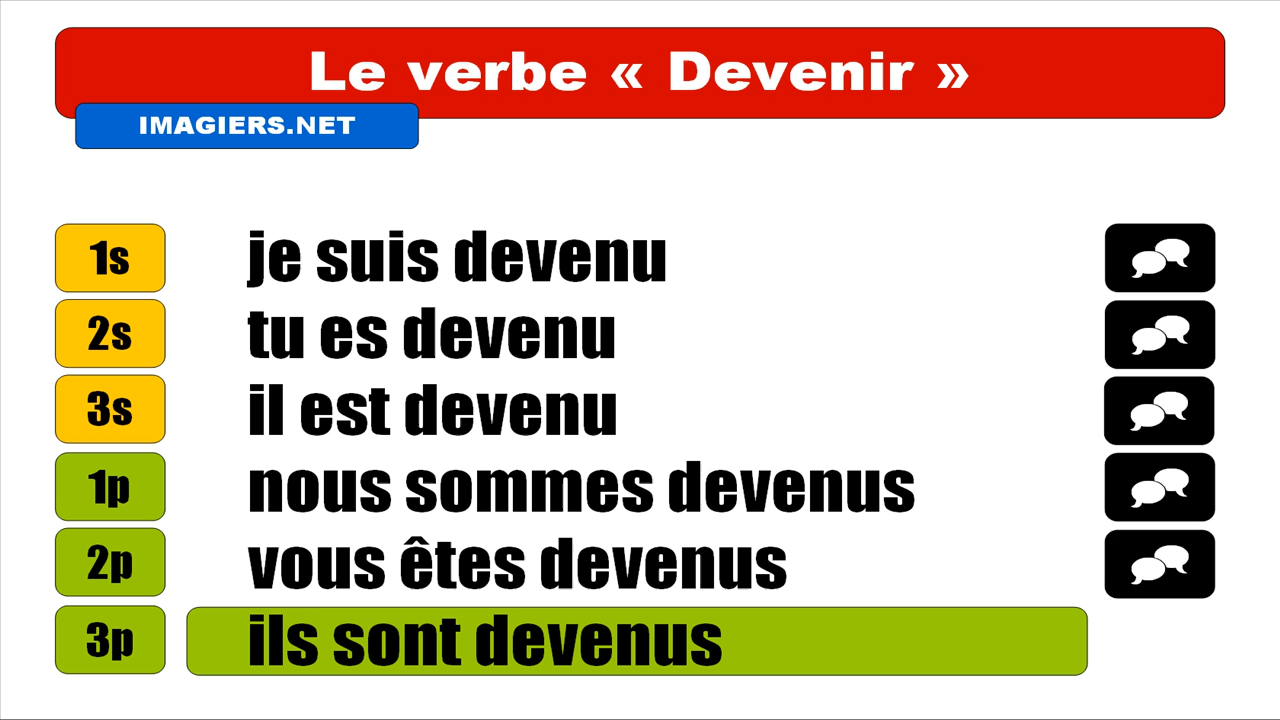 Le verbe « Devenir »
IMAGIERS.NET
1s je suis devenu
2s tu es devenu
3s il est devenu
1p nous sommes devenus
2p vous êtes devenus
3p ils sont devenus